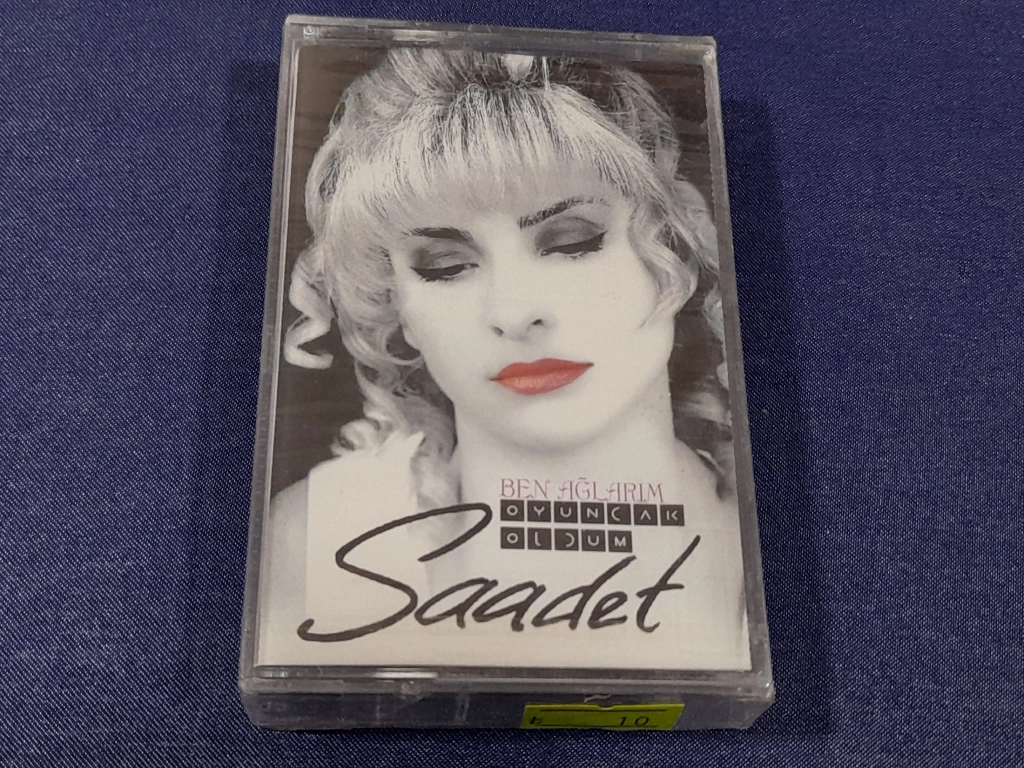 BEN AĞLARIM
OYUNCAK
OLDUM
Saadet
₺ 10